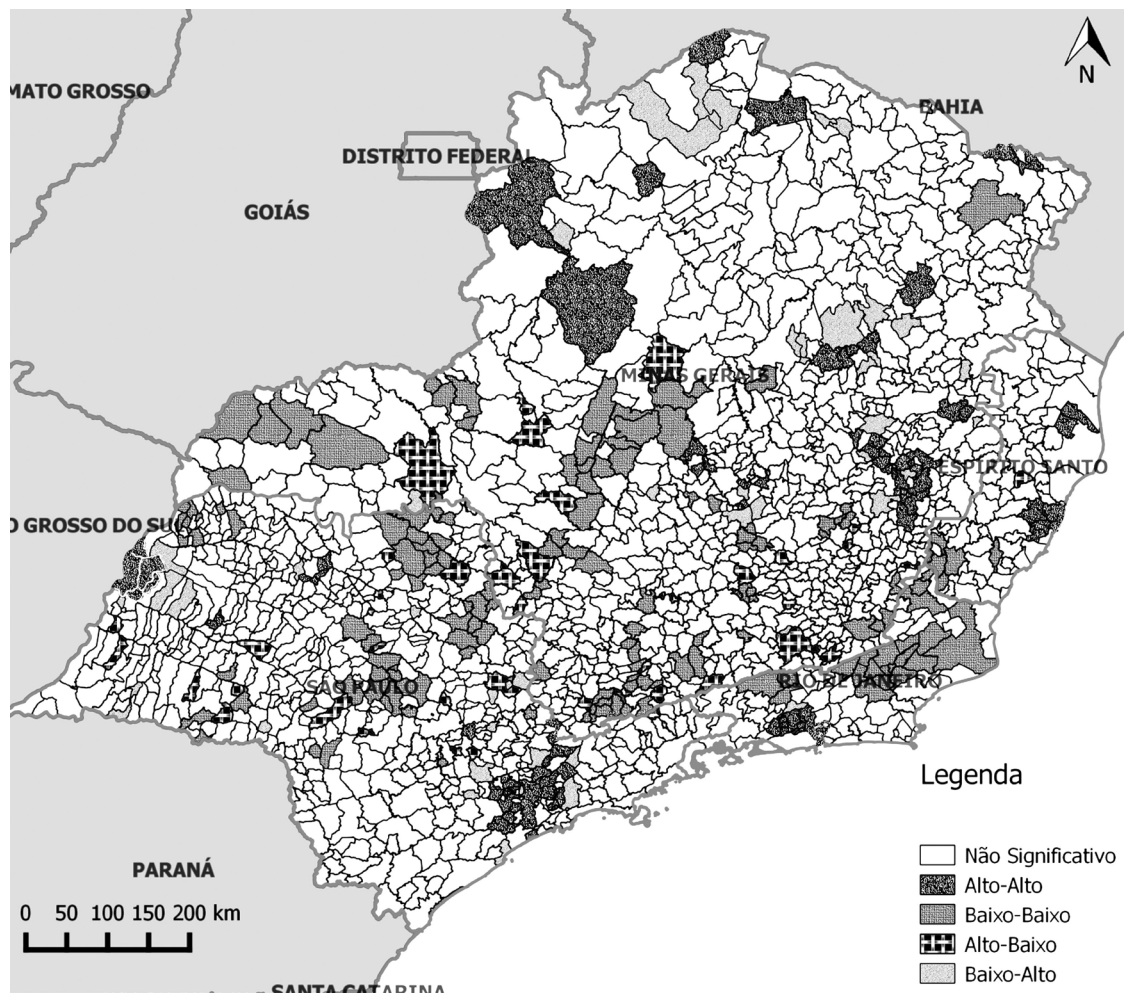 N
MATO GROSSO
BAHIA
DISTRITO FEDERAL
GOIÁS
MINAS GERAIS
ESPÍRITO SANTO
O GROSSO DO SUL
SÃO PAULO
RIO DE JANEIRO
Legenda
Não Significativo
Alto-Alto
Baixo-Baixo
Alto-Baixo
Baixo-Alto
PARANÁ
0 50 100 150 200 km
SANTA CATARINA